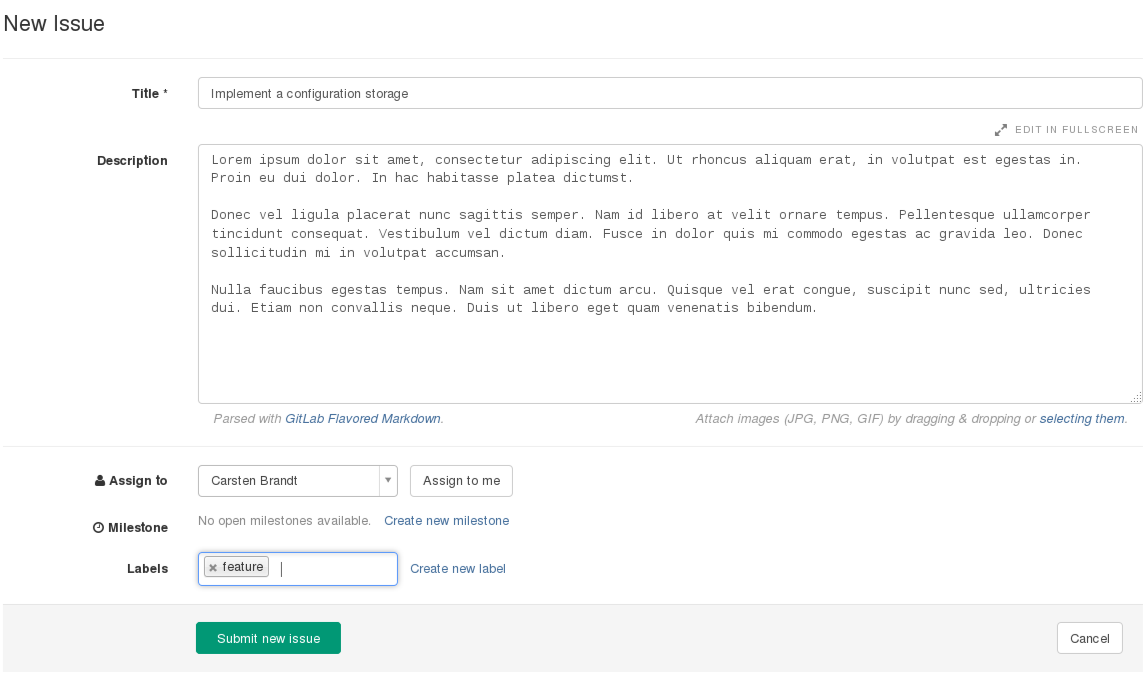 New Issue
Title *
Implement a configuration storage
EDIT IN FULLSCREEN
Description
Lorem ipsum dolor sit amet, consectetur adipiscing elit. Ut rhoncus aliquam erat, in volutpat est egestas in.
Proin eu dui dolor. In hac habitasse platea dictumst.
Donec vel ligula placerat nunc sagittis semper. Nam id libero at velit ornare tempus. Pellentesque ullamcorper
tincidunt consequat. Vestibulum vel dictum diam. Fusce in dolor quis mi commodo egestas ac gravida leo. Donec
sollicitudin mi in volutpat accumsan.
Nulla faucibus egestas tempus. Nam sit amet dictum arcu. Quisque vel erat congue, suscipit nunc sed, ultricies
dui. Etiam non convallis neque. Duis ut libero eget quam venenatis bibendum.
Parsed with GitLab Flavored Markdown.
Attach images (JPG, PNG, GIF) by dragging & dropping or selecting them.
Assign to
Carsten Brandt
Assign to me
Milestone
No open milestones available.
Create new milestone
Labels
feature
Create new label
Submit new issue
Cancel